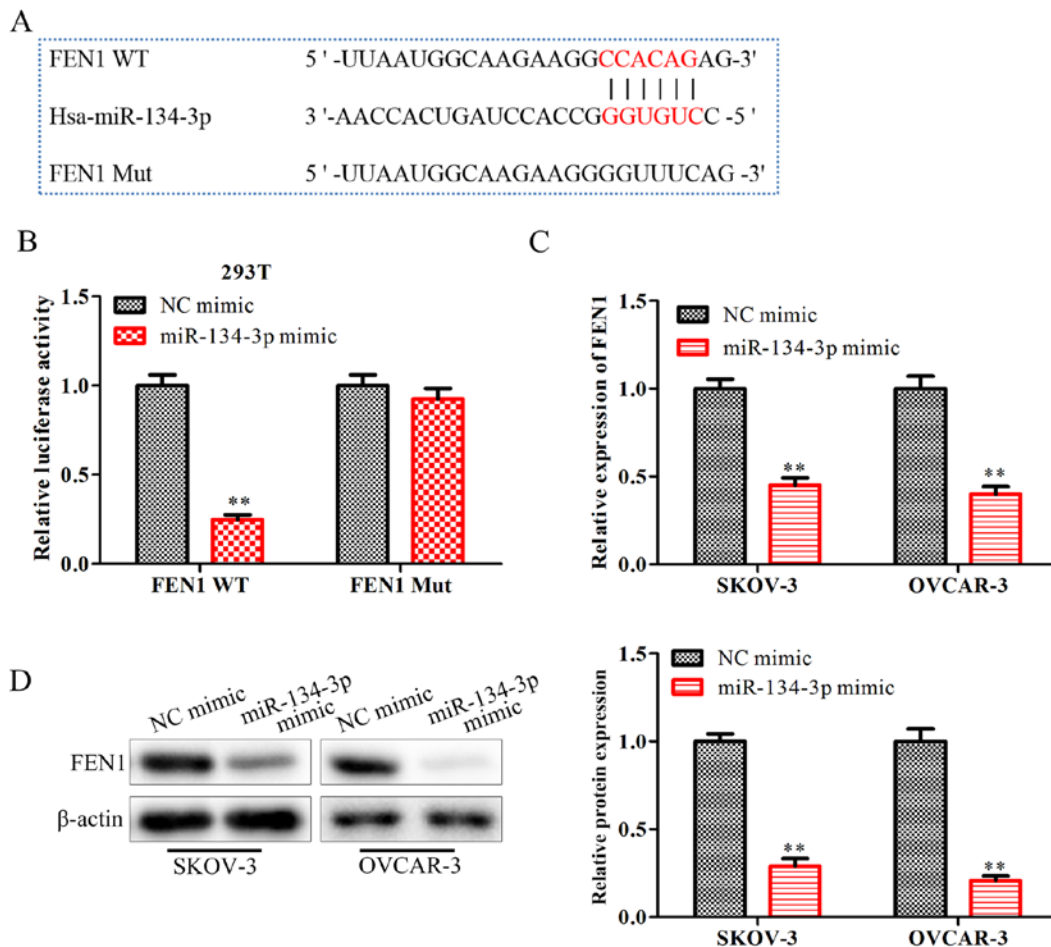 A
FEN1 WT 5 ' -UUAAUGGCAAGAAGGCCACAGAG-3'
Hsa-miR-134-3p 3 '-AACCACUGAUCCACCGGGUGUCC -5 '
FEN1 Mut 5 ' -UUAAUGGCAAGAAGGGGUUUCAG -3'
B
293T
NC mimic
miR-134-3p mimic
Relative luciferase activity
1.5
1.0
0.5
0.0
**
FEN1 WT FEN1 Mut
C
NC mimic
miR-134-3p mimic
Relative expression of FEN1
1.5
1.0
0.5
0.0
** **
SKOV-3 OVCAR-3
D
NC mimic miR-134-3p mimic NC mimic miR-134-3p mimic
FEN1
β-actin
SKOV-3 OVCAR-3
NC mimic
miR-134-3p mimic
Relative protein expression
1.5
1.0
0.5
0.0
** **
SKOV-3 OVCAR-3